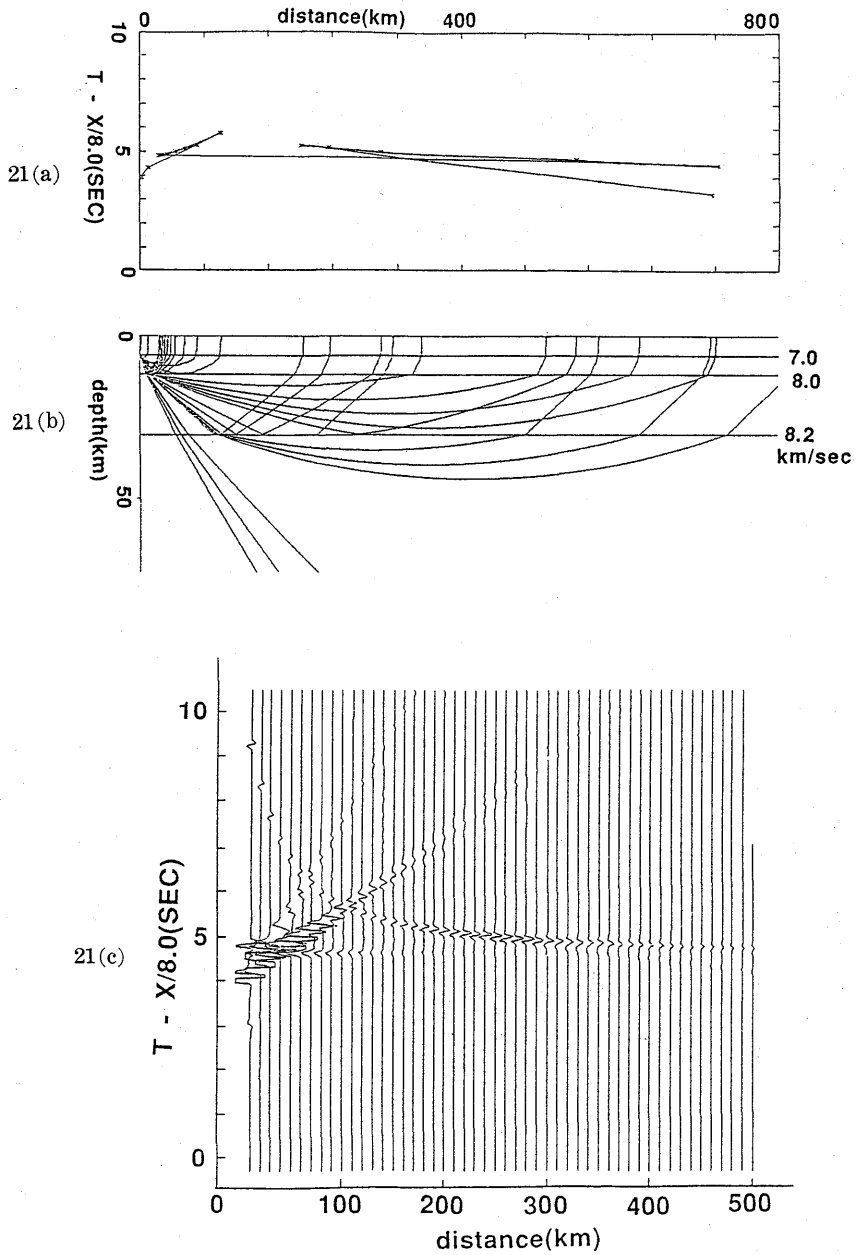 0 distance(km) 400 800
10
5
0
T - X/8.0(SEC)
21(a)
0
50
depth(km)
21(b)
7.0
8.0
8.2
km/sec
10
5
0
T - X/8.0(SEC)
21(c)
0 100 200 300 400 500
distance(km)